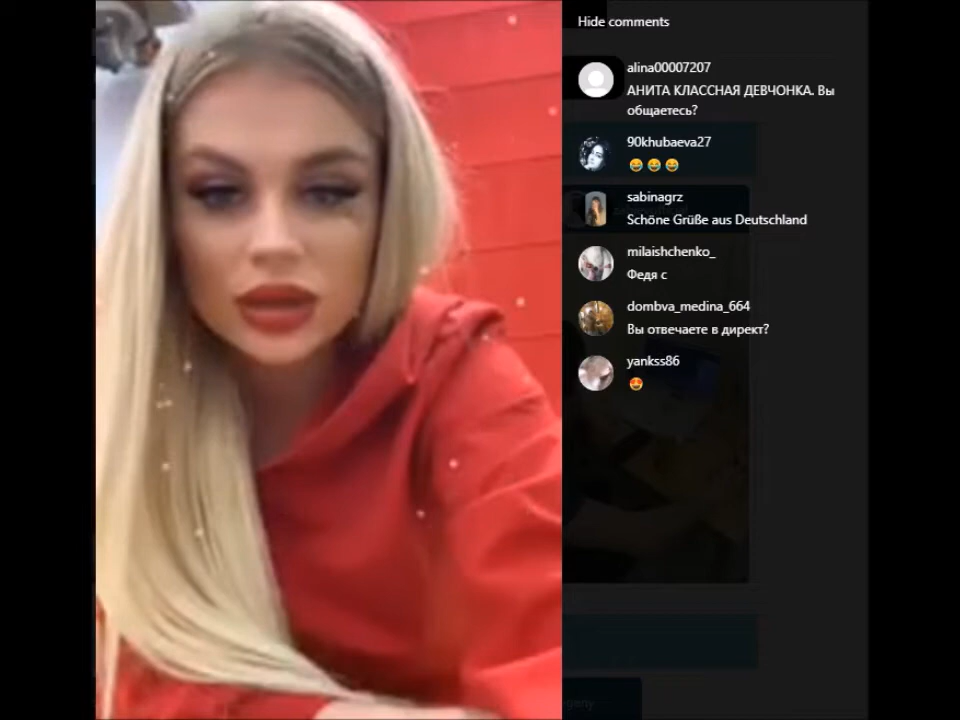 Hide comments
alina00007207
АНИТА КЛАССНАЯ ДЕВЧОНКА. Вы
общаетесь?
90khubaeva27
😂😂😂
sabinagrz
Schöne Grüße aus Deutschland
milaishchenko_
Федя с
dombva_medina_664
Вы отвечаете в директ?
yankss86
😍